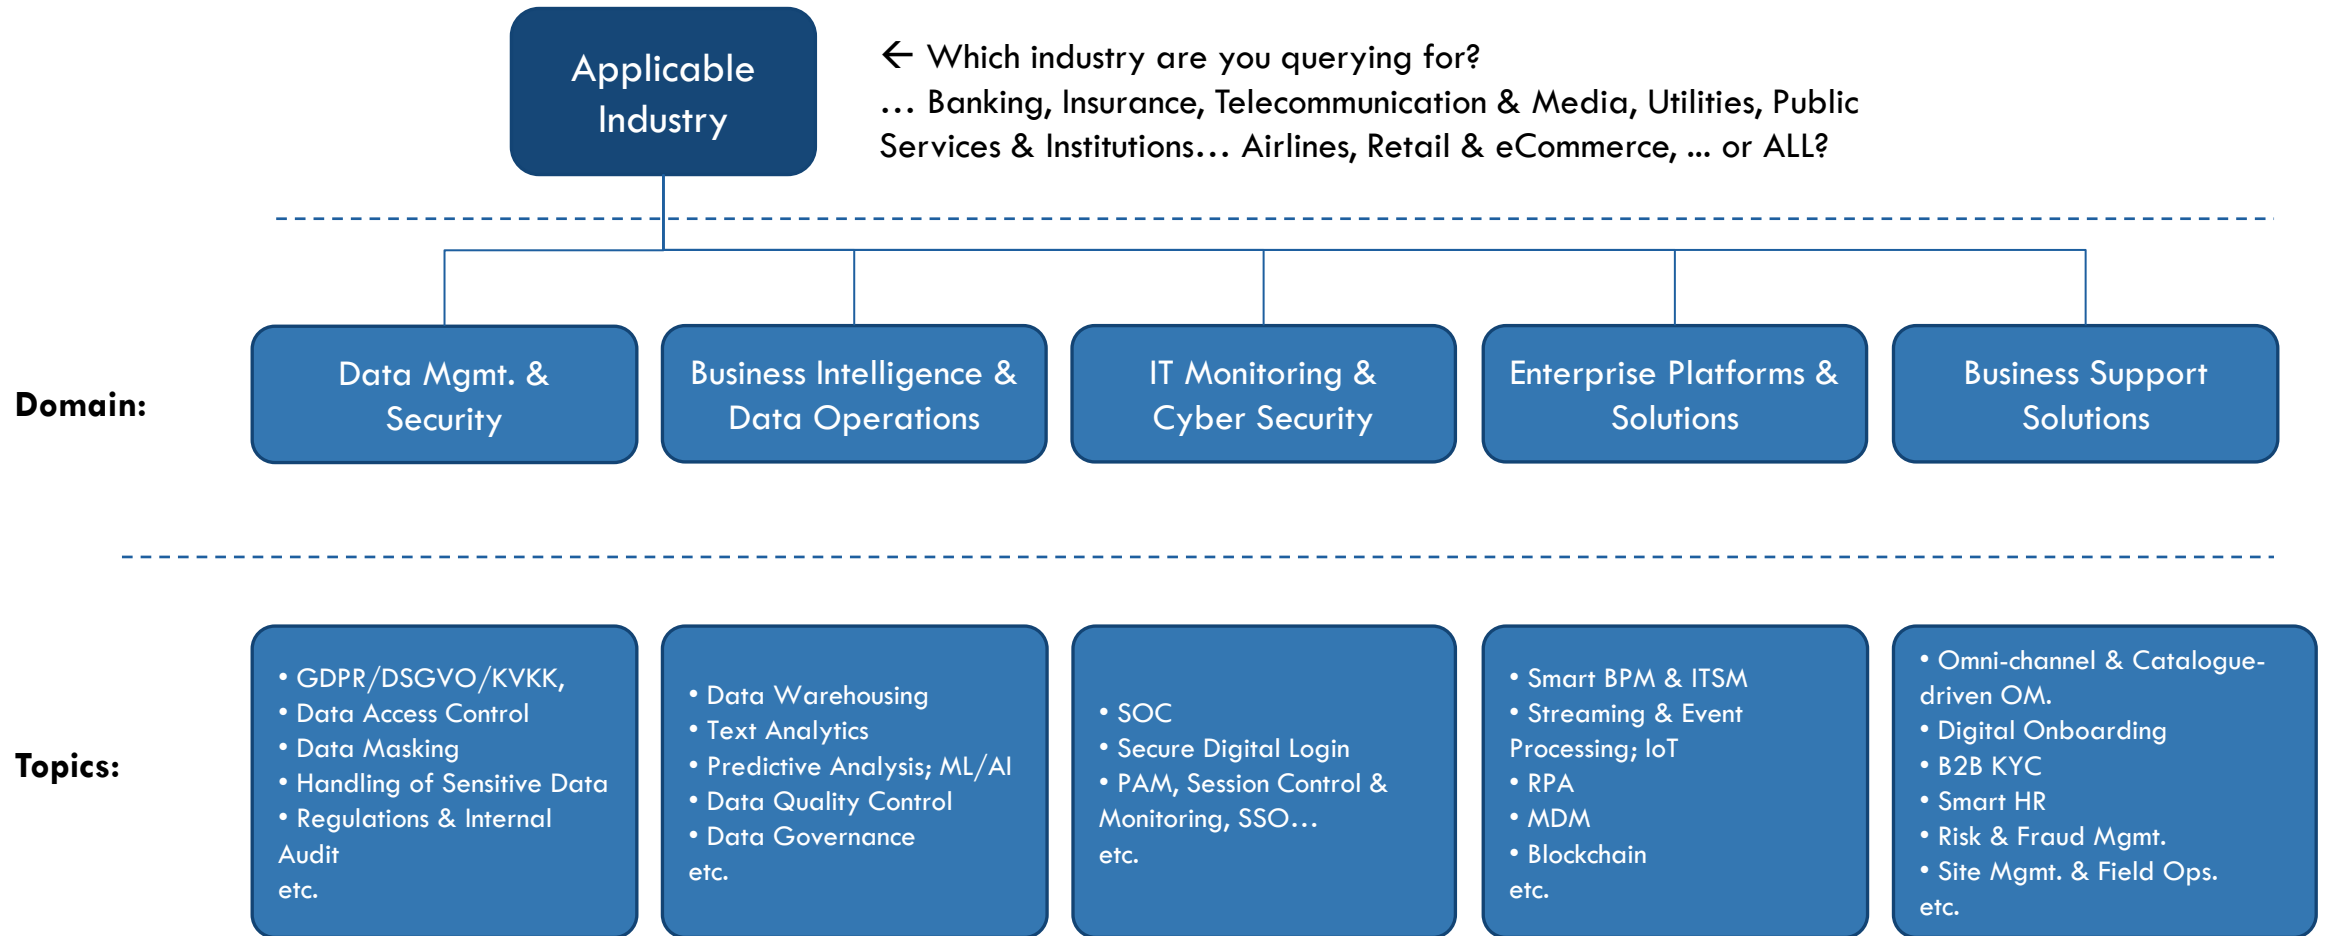 Applicable
Industry
← Which industry are you querying for?
… Banking, Insurance, Telecommunication & Media, Utilities, Public
Services & Institutions… Airlines, Retail & eCommerce, ... or ALL?
Domain:
Data Mgmt. &
Security
Business Intelligence &
Data Operations
IT Monitoring &
Cyber Security
Enterprise Platforms &
Solutions
Business Support
Solutions
Topics:
• GDPR/DSGVO/KVKK,
• Data Access Control
• Data Masking
• Handling of Sensitive Data
• Regulations & Internal
Audit
etc.
• Data Warehousing
• Text Analytics
• Predictive Analysis; ML/AI
• Data Quality Control
• Data Governance
etc.
• SOC
• Secure Digital Login
• PAM, Session Control &
Monitoring, SSO…
etc.
• Smart BPM & ITSM
• Streaming & Event
Processing; IoT
• RPA
• MDM
• Blockchain
etc.
• Omni-channel & Catalogue-
driven OM.
• Digital Onboarding
• B2B KYC
• Smart HR
• Risk & Fraud Mgmt.
• Site Mgmt. & Field Ops.
etc.